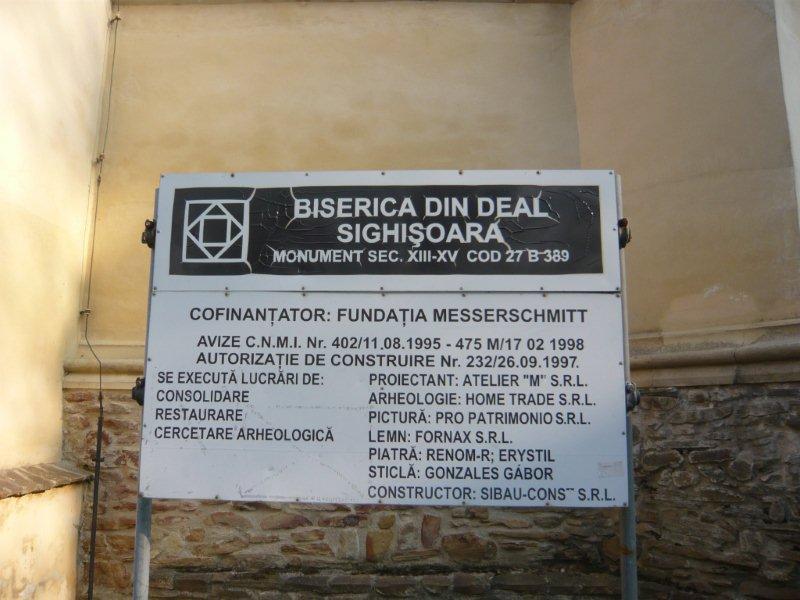 BISERICA DIN DEAL
SIGHIŞOARA
MONUMENT SEC. XIII-XV COD 27 B 389
COFINANȚATOR: FUNDAȚIA MESSERSCHMITT
AVIZE C.N.M.I. Nr. 402/11.08.1995 - 475 M/17 02 1998
AUTORIZAȚIE DE CONSTRUIRE Nr. 232/26.09.1997.
SE EXECUTĂ LUCRĂRI DE:
CONSOLIDARE
RESTAURARE
CERCETARE ARHEOLOGICĂ
PROIECTANT: ATELIER "M" S.R.L.
ARHEOLOGIE: HOME TRADE S.R.L.
PICTURĂ: PRO PATRIMONIO S.R.L.
LEMN: FORNAX S.R.L.
PIATRĂ: RENOM-R; ERYSTIL
STICLĂ: GONZALES GÁBOR
CONSTRUCTOR: SIBAU-CONST S.R.L.